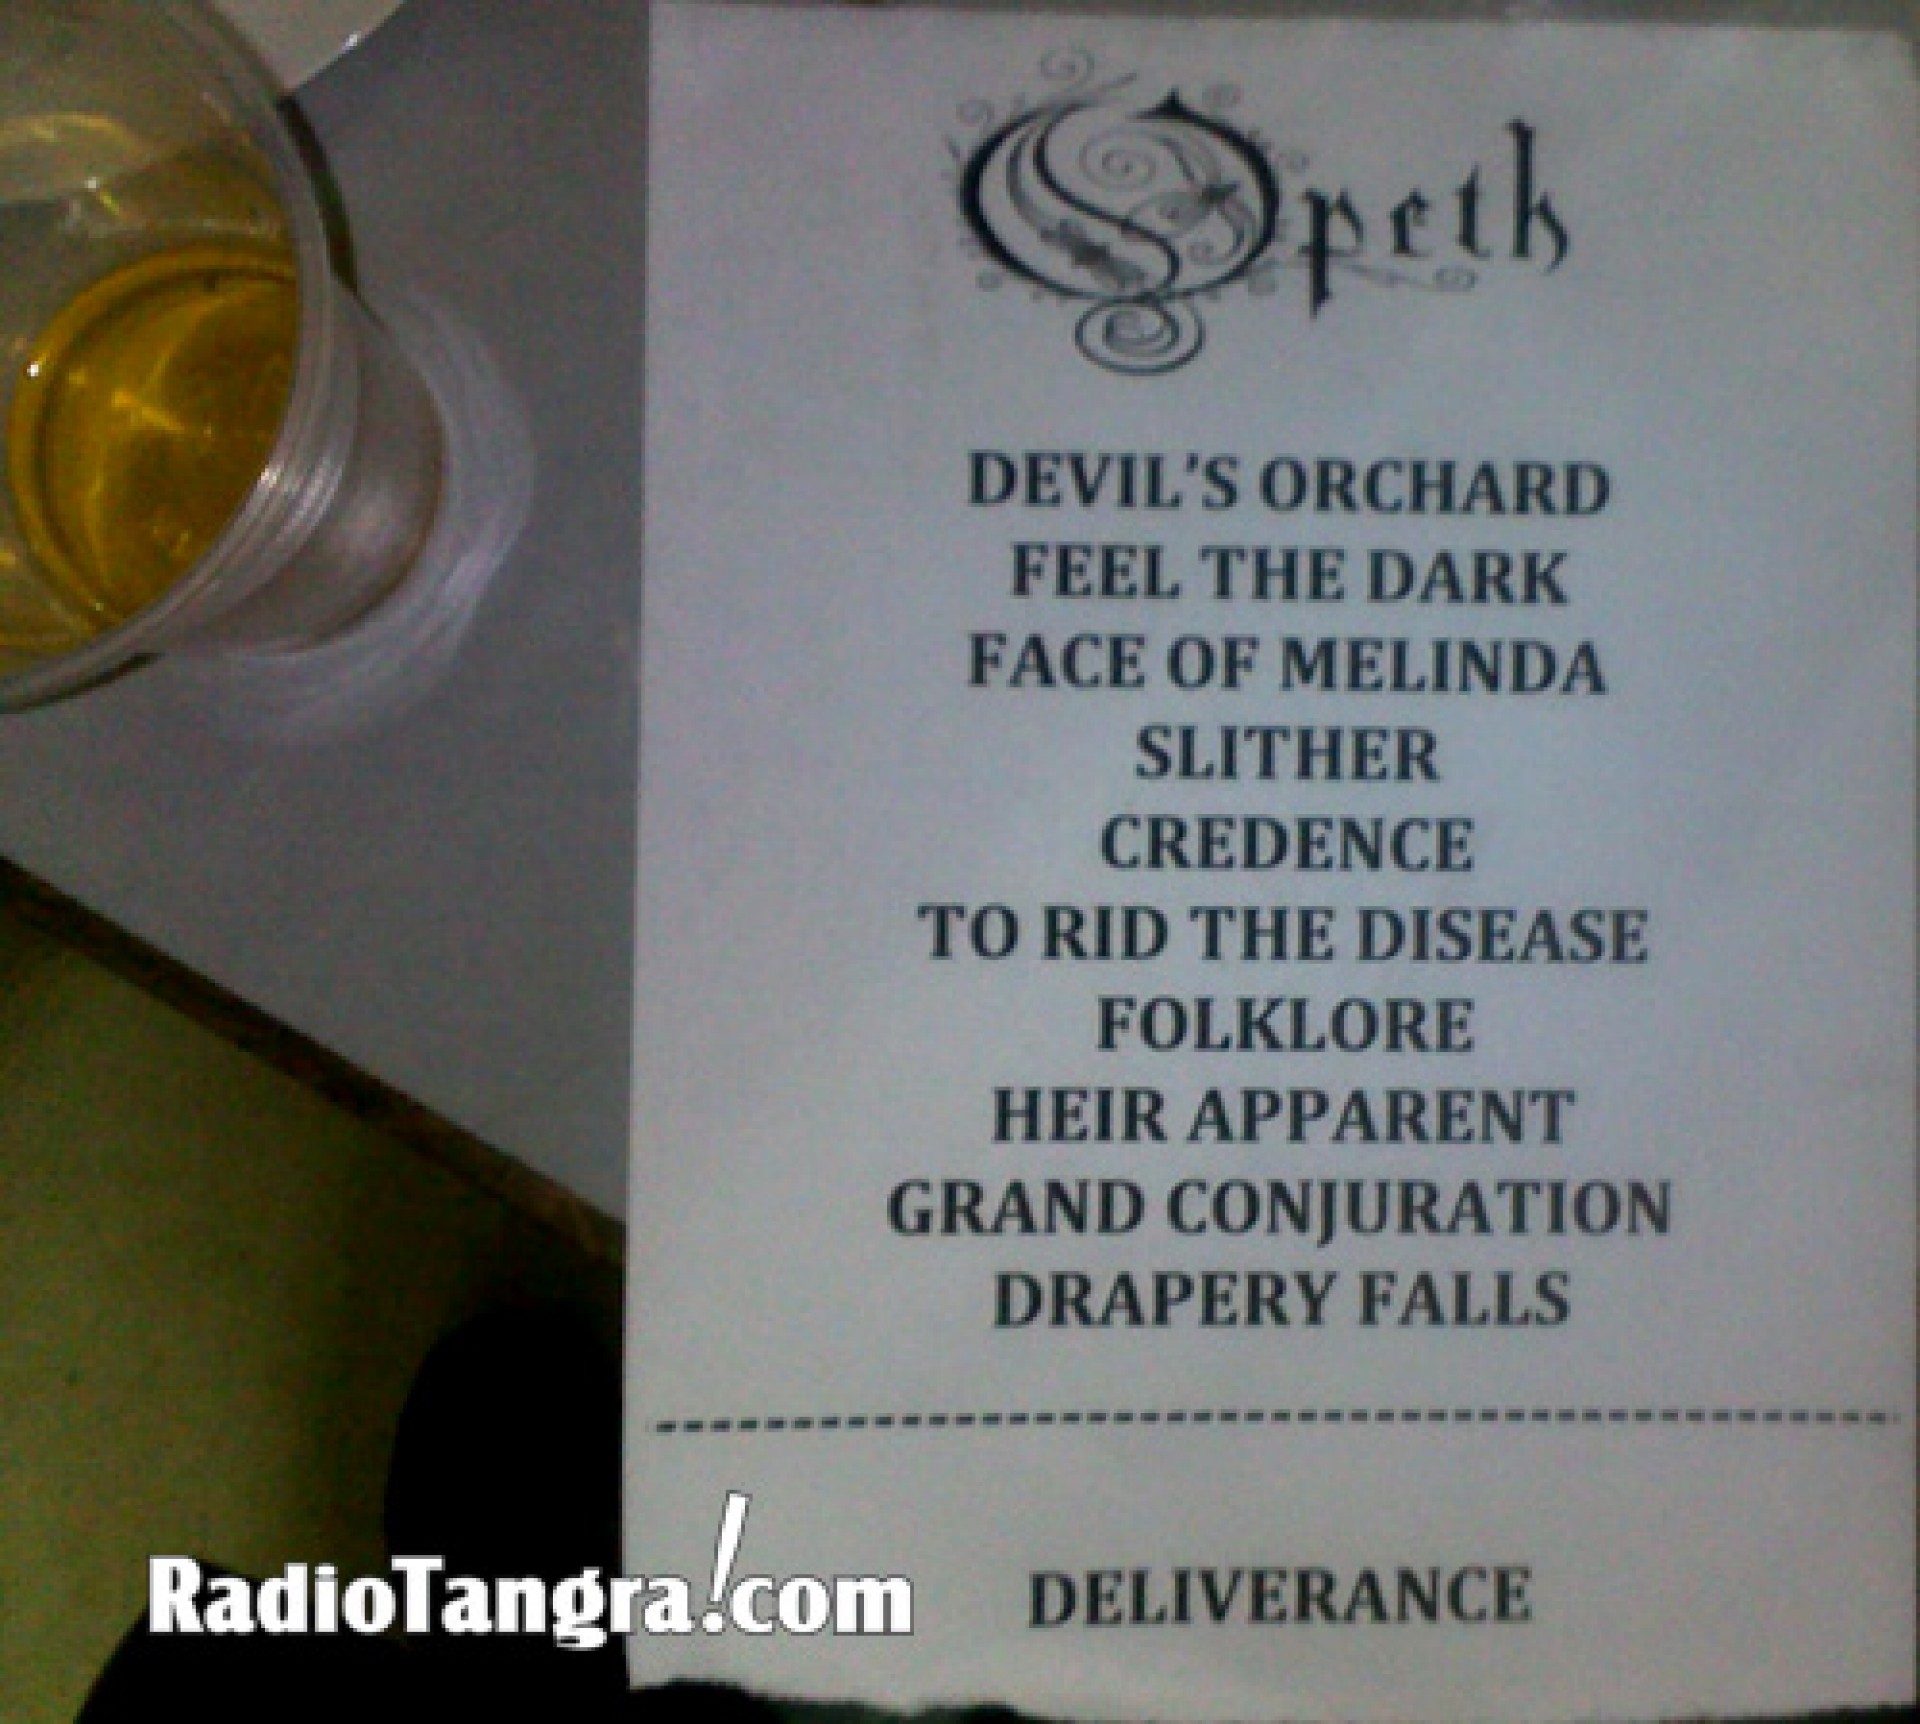 Opeth
DEVIL'S ORCHARD
FEEL THE DARK
FACE OF MELINDA
SLITHER
CREDENCE
TO RID THE DISEASE
FOLKLORE
HEIR APPARENT
GRAND CONJURATION
DRAPERY FALLS
DELIVERANCE
RadioTangra!com